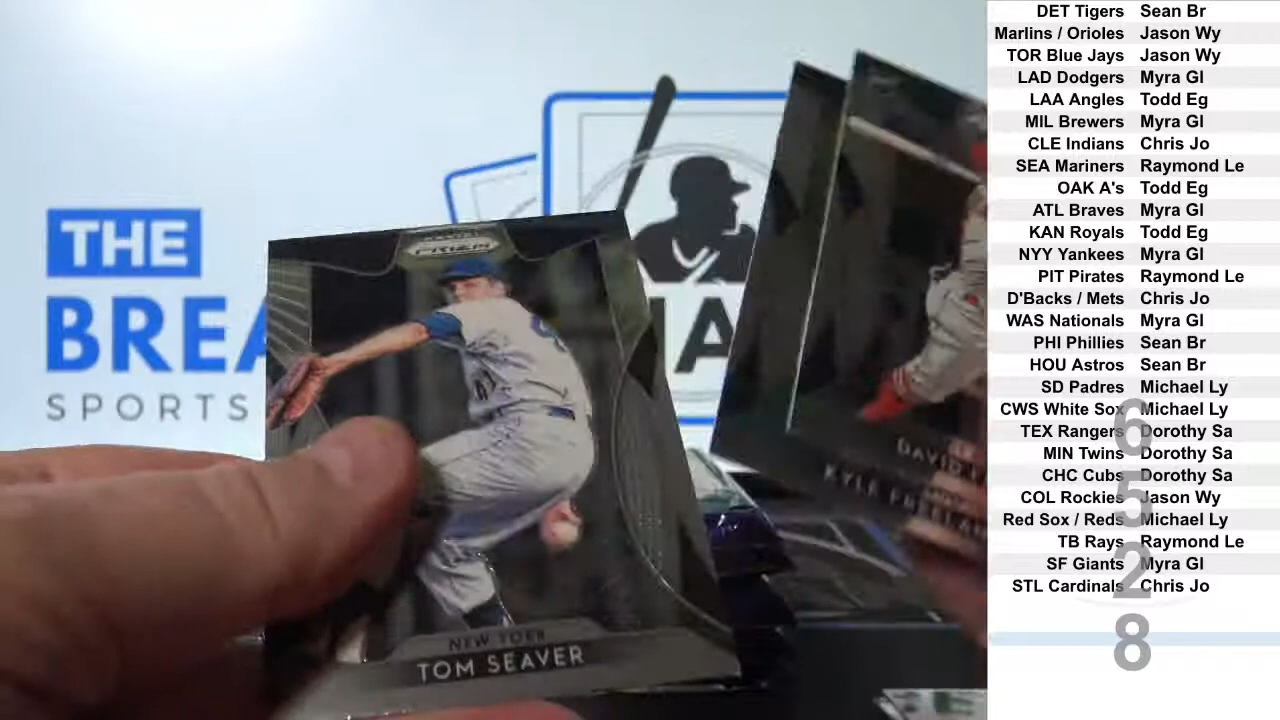 THE
BREA
SPORTS
MA
PRIZM
NEW YORK
TOM SEAVER
DAVID
KYLE FREELAN
DET Tigers Sean Br
Marlins / Orioles Jason Wy
TOR Blue Jays Jason Wy
LAD Dodgers Myra Gl
LAA Angles Todd Eg
MIL Brewers Myra Gl
CLE Indians Chris Jo
SEA Mariners Raymond Le
OAK A's Todd Eg
ATL Braves Myra Gl
KAN Royals Todd Eg
NYY Yankees Myra Gl
PIT Pirates Raymond Le
D'Backs / Mets Chris Jo
WAS Nationals Myra Gl
PHI Phillies Sean Br
HOU Astros Sean Br
SD Padres Michael Ly
CWS White Sox Michael Ly
TEX Rangers Dorothy Sa
MIN Twins Dorothy Sa
CHC Cubs Dorothy Sa
COL Rockies Jason Wy
Red Sox / Reds Michael Ly
TB Rays Raymond Le
SF Giants Myra Gl
STL Cardinals Chris Jo
6
5
2
8